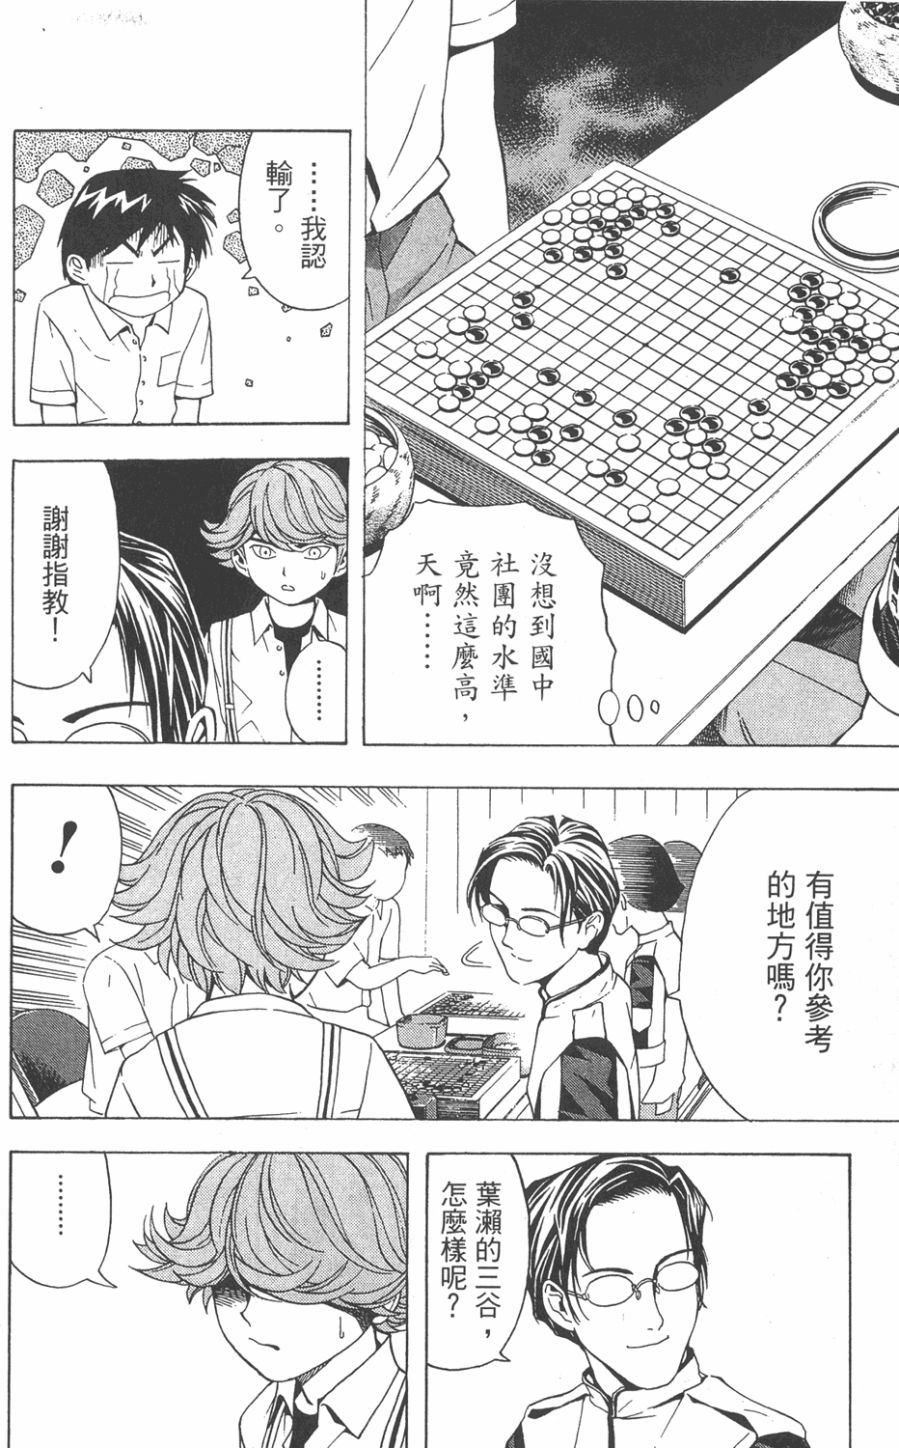 沒想到國中
社團的水準
竟然這麼高，
天啊……
……我認
輸了。
謝謝指教！
………
有值得你參考
的地方嗎？
！
葉瀨的三谷，
怎麼樣呢？
………